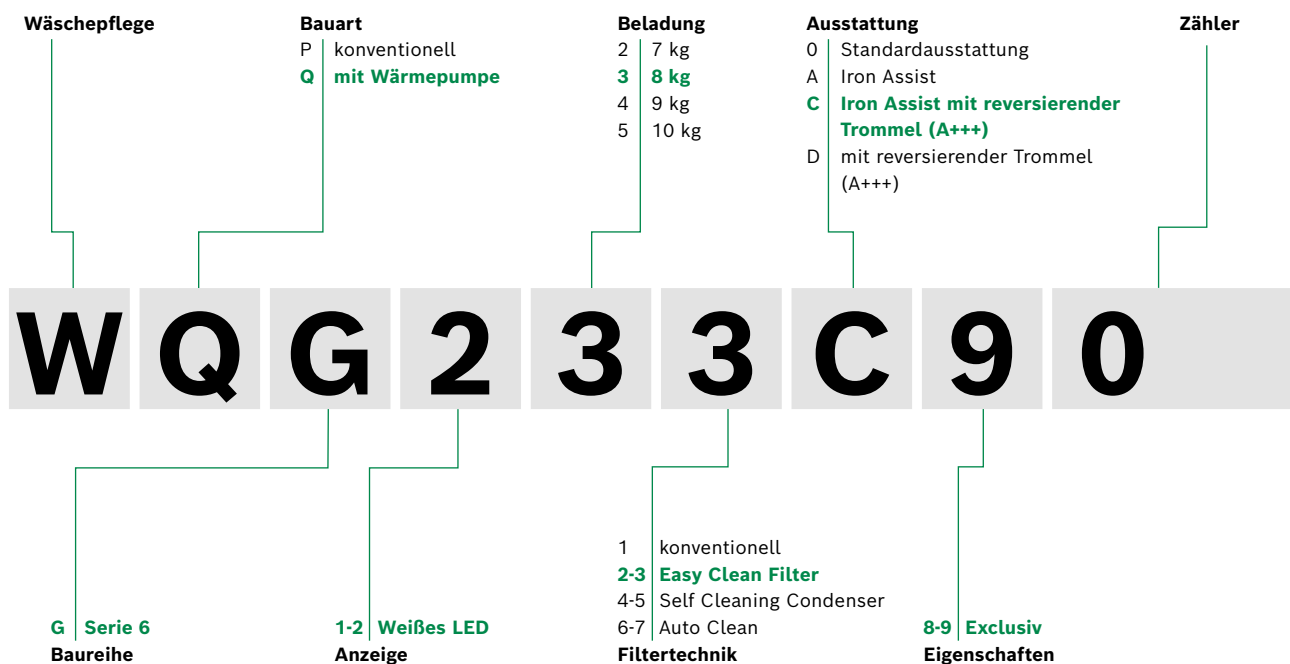 Wäschepflege
Bauart
P konventionell
Q mit Wärmepumpe
Beladung
2 7 kg
3 8 kg
4 9 kg
5 10 kg
Ausstattung
0 Standardausstattung
A Iron Assist
C Iron Assist mit reversierender
Trommel (A+++)
D mit reversierender Trommel
(A+++)
Zähler
W Q G 2 3 3 C 9 0
G Serie 6
Baureihe
1-2 Weißes LED
Anzeige
1 konventionell
2-3 Easy Clean Filter
4-5 Self Cleaning Condenser
6-7 Auto Clean
Filtertechnik
8-9 Exclusiv
Eigenschaften